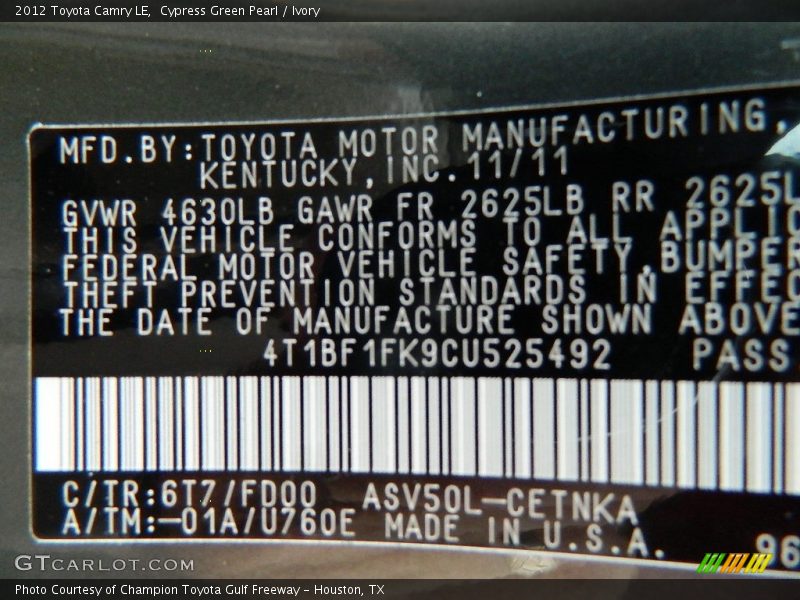 2012 Toyota Camry LE, Cypress Green Pearl / Ivory
MFD.BY:TOYOTA MOTOR MANUFACTURING,
KENTUCKY,INC.11/11
GVWR 4630LB GAWR FR 2625LB RR 2625L
THIS VEHICLE CONFORMS TO ALL APPLIC
FEDERAL MOTOR VEHICLE SAFETY,BUMPER
THEFT PREVENTION STANDARDS IN EFFEC
THE DATE OF MANUFACTURE SHOWN ABOVE
4T1BF1FK9CU525492 PASS
C/TR:6T7/FD00 ASV50L-CETNKA
A/TM:-01A/U760E MADE IN U.S.A.
96
GTCARLOT.COM
Photo Courtesy of Champion Toyota Gulf Freeway - Houston, TX